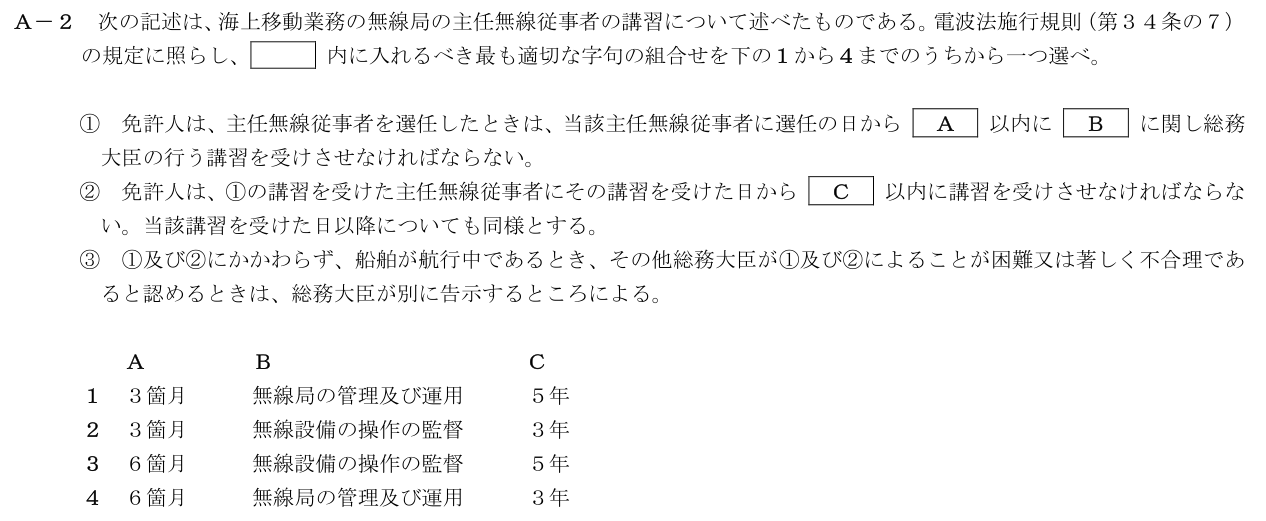 Ａ－２　次の記述は、海上移動業務の無線局の主任無線従事者の講習について述べたものである。電波法施行規則（第３４条の７）
の規定に照らし、　　　内に入れるべき最も適切な字句の組合せを下の１から４までのうちから一つ選べ。
①　免許人は、主任無線従事者を選任したときは、当該主任無線従事者に選任の日から　Ａ　以内に　Ｂ　に関し総務
大臣の行う講習を受けさせなければならない。
②　免許人は、①の講習を受けた主任無線従事者にその講習を受けた日から　Ｃ　以内に講習を受けさせなければならな
い。当該講習を受けた日以降についても同様とする。
③　①及び②にかかわらず、船舶が航行中であるとき、その他総務大臣が①及び②によることが困難又は著しく不合理であ
ると認めるときは、総務大臣が別に告示するところによる。
Ａ　Ｂ　Ｃ
１　３箇月　無線局の管理及び運用　５年
２　３箇月　無線設備の操作の監督　３年
３　６箇月　無線設備の操作の監督　５年
４　６箇月　無線局の管理及び運用　３年